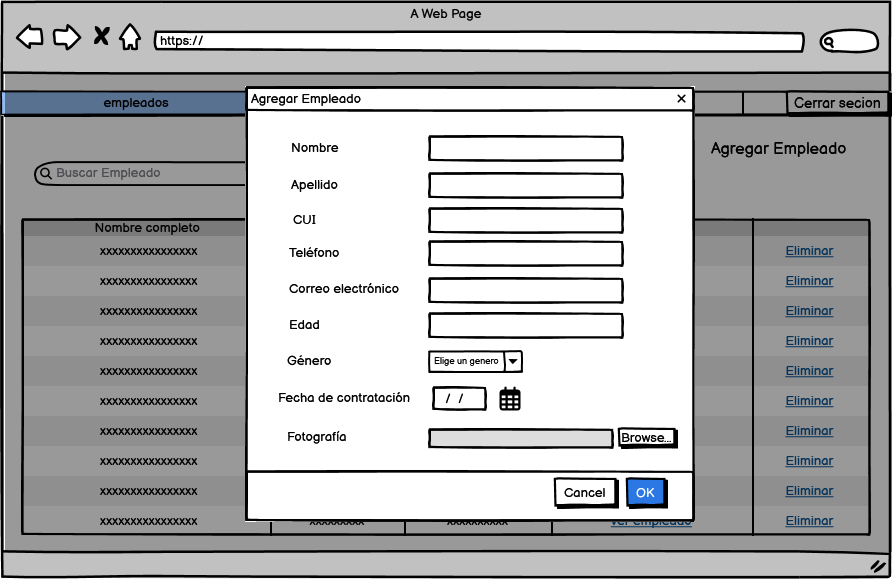 A Web Page
https://
empleados
Cerrar secion
Agregar Empleado
Buscar Empleado
Agregar Empleado
Nombre
Apellido
CUI
Teléfono
Correo electrónico
Edad
Género
Elige un genero
Fecha de contratación
/ /
Fotografía
Browse...
Cancel
OK
Nombre completo
xxxxxxxxxxxxxxxx Eliminar
xxxxxxxxxxxxxxxx Eliminar
xxxxxxxxxxxxxxxx Eliminar
xxxxxxxxxxxxxxxx Eliminar
xxxxxxxxxxxxxxxx Eliminar
xxxxxxxxxxxxxxxx Eliminar
xxxxxxxxxxxxxxxx Eliminar
xxxxxxxxxxxxxxxx Eliminar
xxxxxxxxxxxxxxxx Eliminar
xxxxxxxxxxxxxxxx xxxxxxxxx xxxxxxxxxx Ver empleado Eliminar